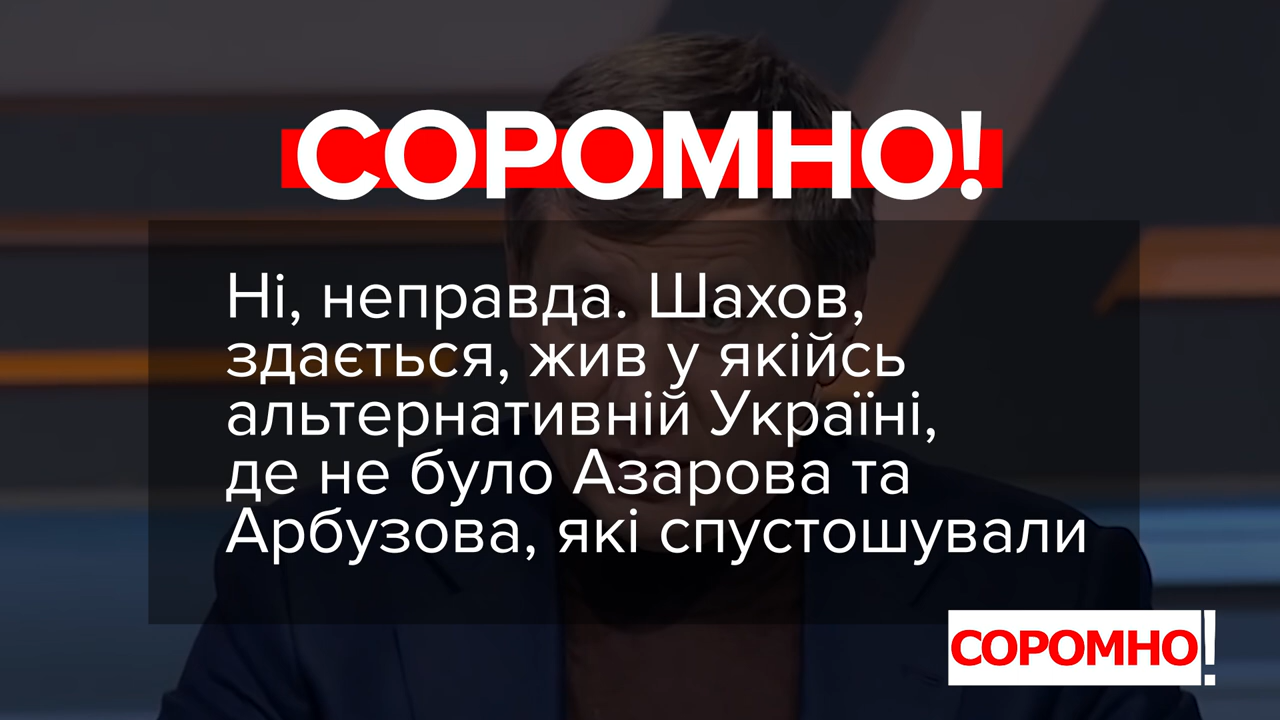 СОРОМНО!
Ні, неправда. Шахов,
здається, жив у якійсь
альтернативній Україні,
де не було Азарова та
Арбузова, які спустошували
СОРОМНО!